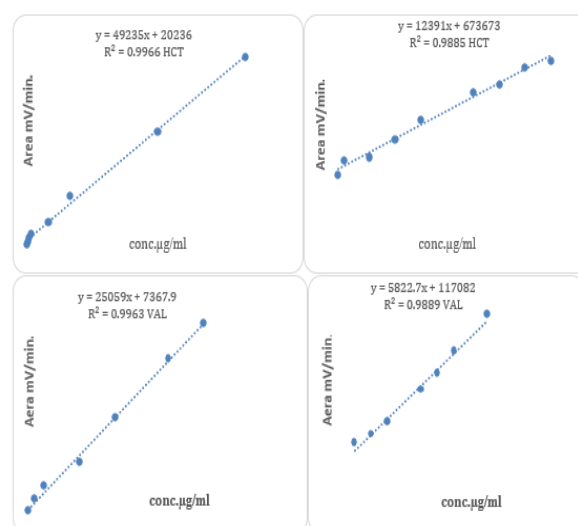 y = 49235x + 20236
R² = 0.9966 HCT
Area mV/min.
conc.µg/ml
y = 12391x + 673673
R² = 0.9885 HCT
Area mV/min.
conc.µg/ml
y = 25059x + 7367.9
R² = 0.9963 VAL
Aera mV/min.
conc.µg/ml
y = 5822.7x + 117082
R² = 0.9889 VAL
Aera mV/min.
conc.µg/ml